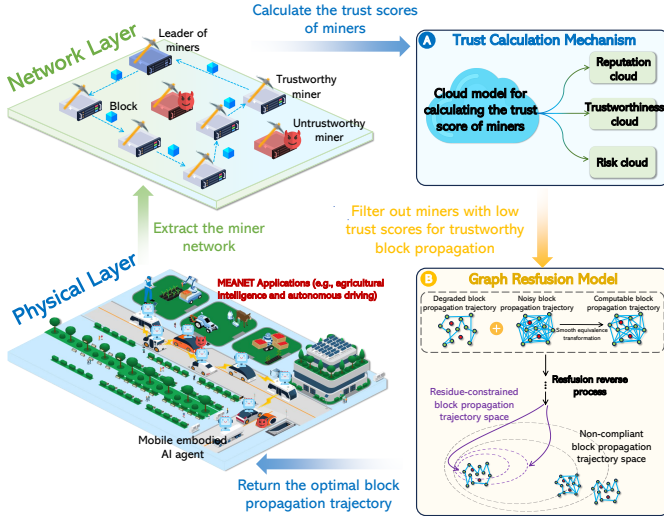 Network Layer
Leader of
miners
Block
Trustworthy
miner
Untrustworthy
miner
Calculate the trust scores
of miners
A Trust Calculation Mechanism
Cloud model for
calculating the trust
score of miners
Reputation
cloud
Trustworthiness
cloud
Risk cloud
Extract the miner
network
Filter out miners with low
trust scores for trustworthy
block propagation
Physical Layer
MEANET Applications (e.g., agricultural
intelligence and autonomous driving)
Mobile embodied
AI agent
B Graph Resfusion Model
Degraded block
propagation trajectory
Noisy block
propagation trajectory
Computable block
propagation trajectory
Smooth equivalence
transformation
Resfusion reverse
process
Residue-constrained
block propagation
trajectory space
Non-compliant
block propagation
trajectory space
Return the optimal block
propagation trajectory